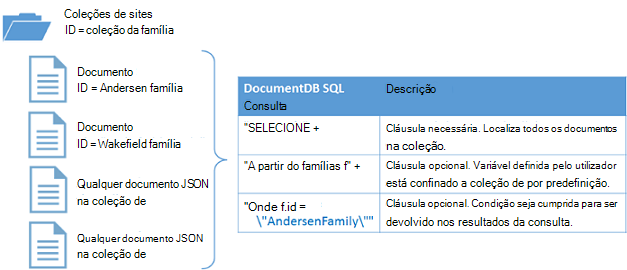 Coleções de sites
ID = coleção da família
Documento
ID = Andersen família
Documento
ID = Wakefield família
Qualquer documento JSON
na coleção de
Qualquer documento JSON
na coleção de
DocumentDB SQL
Consulta
Descrição
"SELECIONE +
Cláusula necessária. Localiza todos os documentos
na coleção.
"A partir do famílias f" +
Cláusula opcional. Variável definida pelo utilizador
está confinado a coleção de por predefinição.
"Onde f.id =
\"AndersenFamily\""
Cláusula opcional. Condição seja cumprida para ser
devolvido nos resultados da consulta.